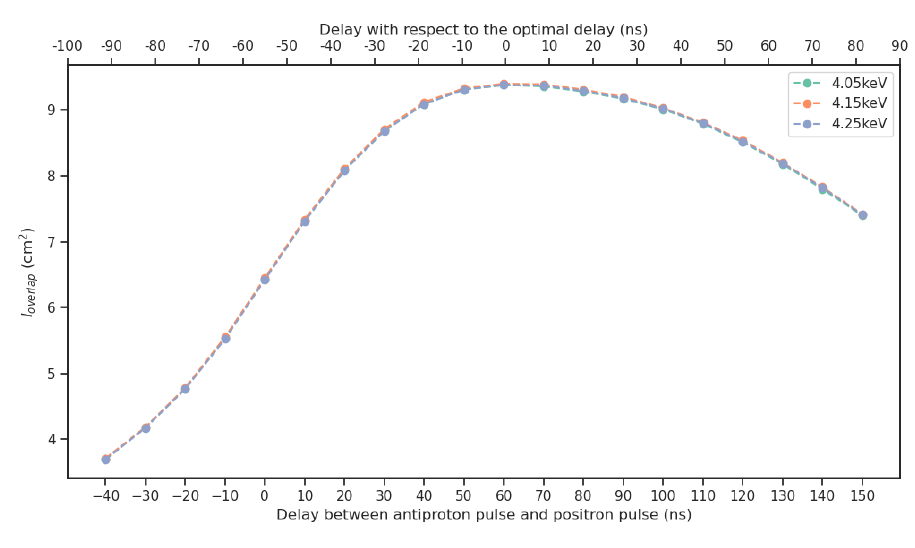 Delay with respect to the optimal delay (ns)
-100 -90 -80 -70 -60 -50 -40 -30 -20 -10 0 10 20 30 40 50 60 70 80 90
4.05keV
4.15keV
4.25keV
9
8
7
6
5
4
I_overlap (cm²)
−40 −30 −20 −10 0 10 20 30 40 50 60 70 80 90 100 110 120 130 140 150
Delay between antiproton pulse and positron pulse (ns)